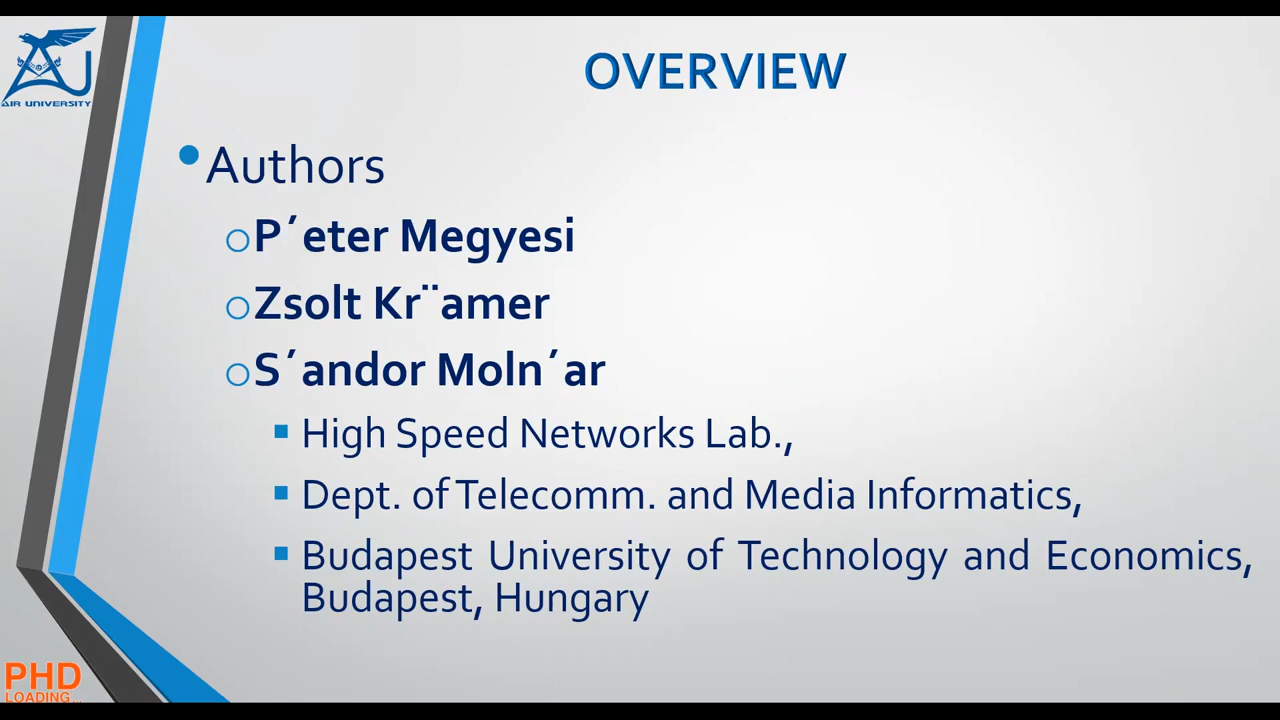 AIR UNIVERSITY
OVERVIEW
Authors
P´eter Megyesi
Zsolt Kr¨amer
S´andor Moln´ar
High Speed Networks Lab.,
Dept. of Telecomm. and Media Informatics,
Budapest University of Technology and Economics,
Budapest, Hungary
PHD
LOADING...